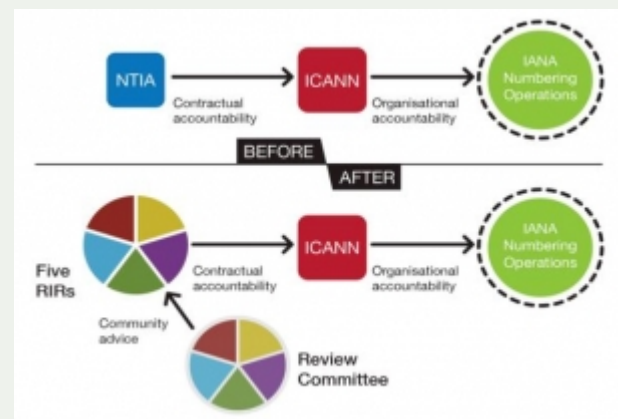 NTIA
Contractual
accountability
ICANN
Organisational
accountability
IANA
Numbering
Operations
BEFORE
AFTER
Five
RIRs
Contractual
accountability
ICANN
Organisational
accountability
IANA
Numbering
Operations
Community
advice
Review
Committee